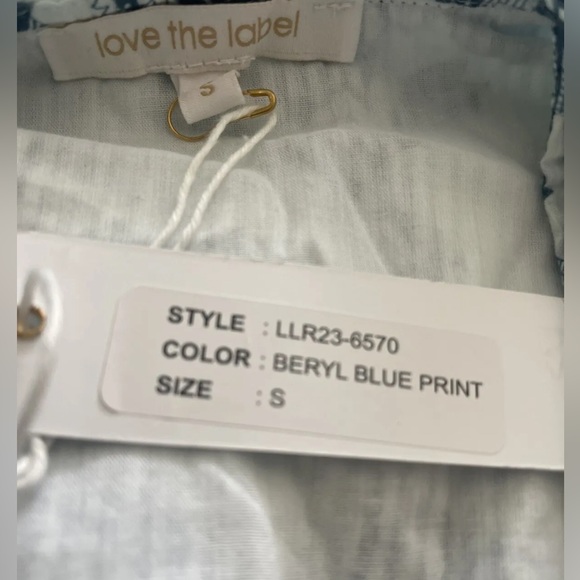 love the label
S
STYLE : LLR23-6570
COLOR : BERYL BLUE PRINT
SIZE : S